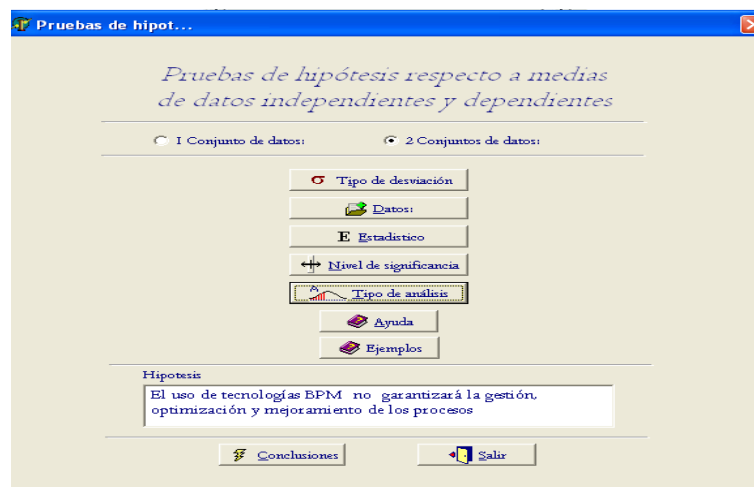 Pruebas de hipot...
Pruebas de hipótesis respecto a medias
de datos independientes y dependientes
1 Conjunto de datos: 2 Conjuntos de datos:
σ Tipo de desviación
Datos:
E Estadístico
Nivel de significancia
Tipo de análisis
Ayuda
Ejemplos
Hipotesis
El uso de tecnologías BPM no garantizará la gestión,
optimización y mejoramiento de los procesos
Conclusiones Salir